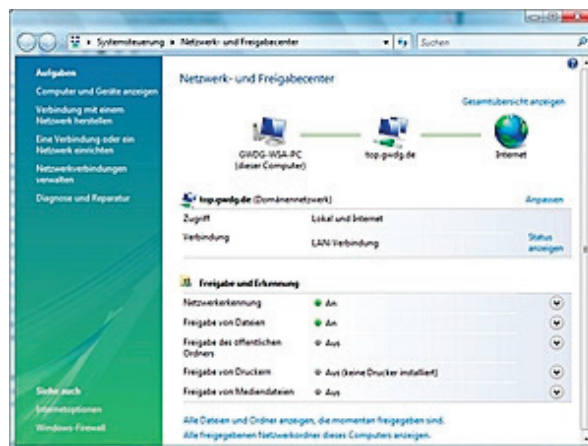 Systemsteuerung ▸ Netzwerk- und Freigabecenter
Suchen
Aufgaben
Computer und Geräte anzeigen
Verbindung mit einem
Netzwerk herstellen
Eine Verbindung oder ein
Netzwerk einrichten
Netzwerkverbindungen
verwalten
Diagnose und Reparatur
Siehe auch
Internetoptionen
Windows-Firewall
Netzwerk- und Freigabecenter
Gesamtübersicht anzeigen
GWDG-WSA-PC
(dieser Computer)
top.gwdg.de
Internet
top.gwdg.de (Domänennetzwerk)
Anpassen
Zugriff Lokal und Internet
Verbindung LAN-Verbindung
Status
anzeigen
Freigabe und Erkennung
Netzwerkerkennung An
Freigabe von Dateien An
Freigabe des öffentlichen
Ordners
Aus
Freigabe von Druckern Aus (keine Drucker installiert)
Freigabe von Mediendateien Aus
Alle Dateien und Ordner anzeigen, die momentan freigegeben sind.
Alle freigegebenen Netzwerkordner dieses Computers anzeigen.